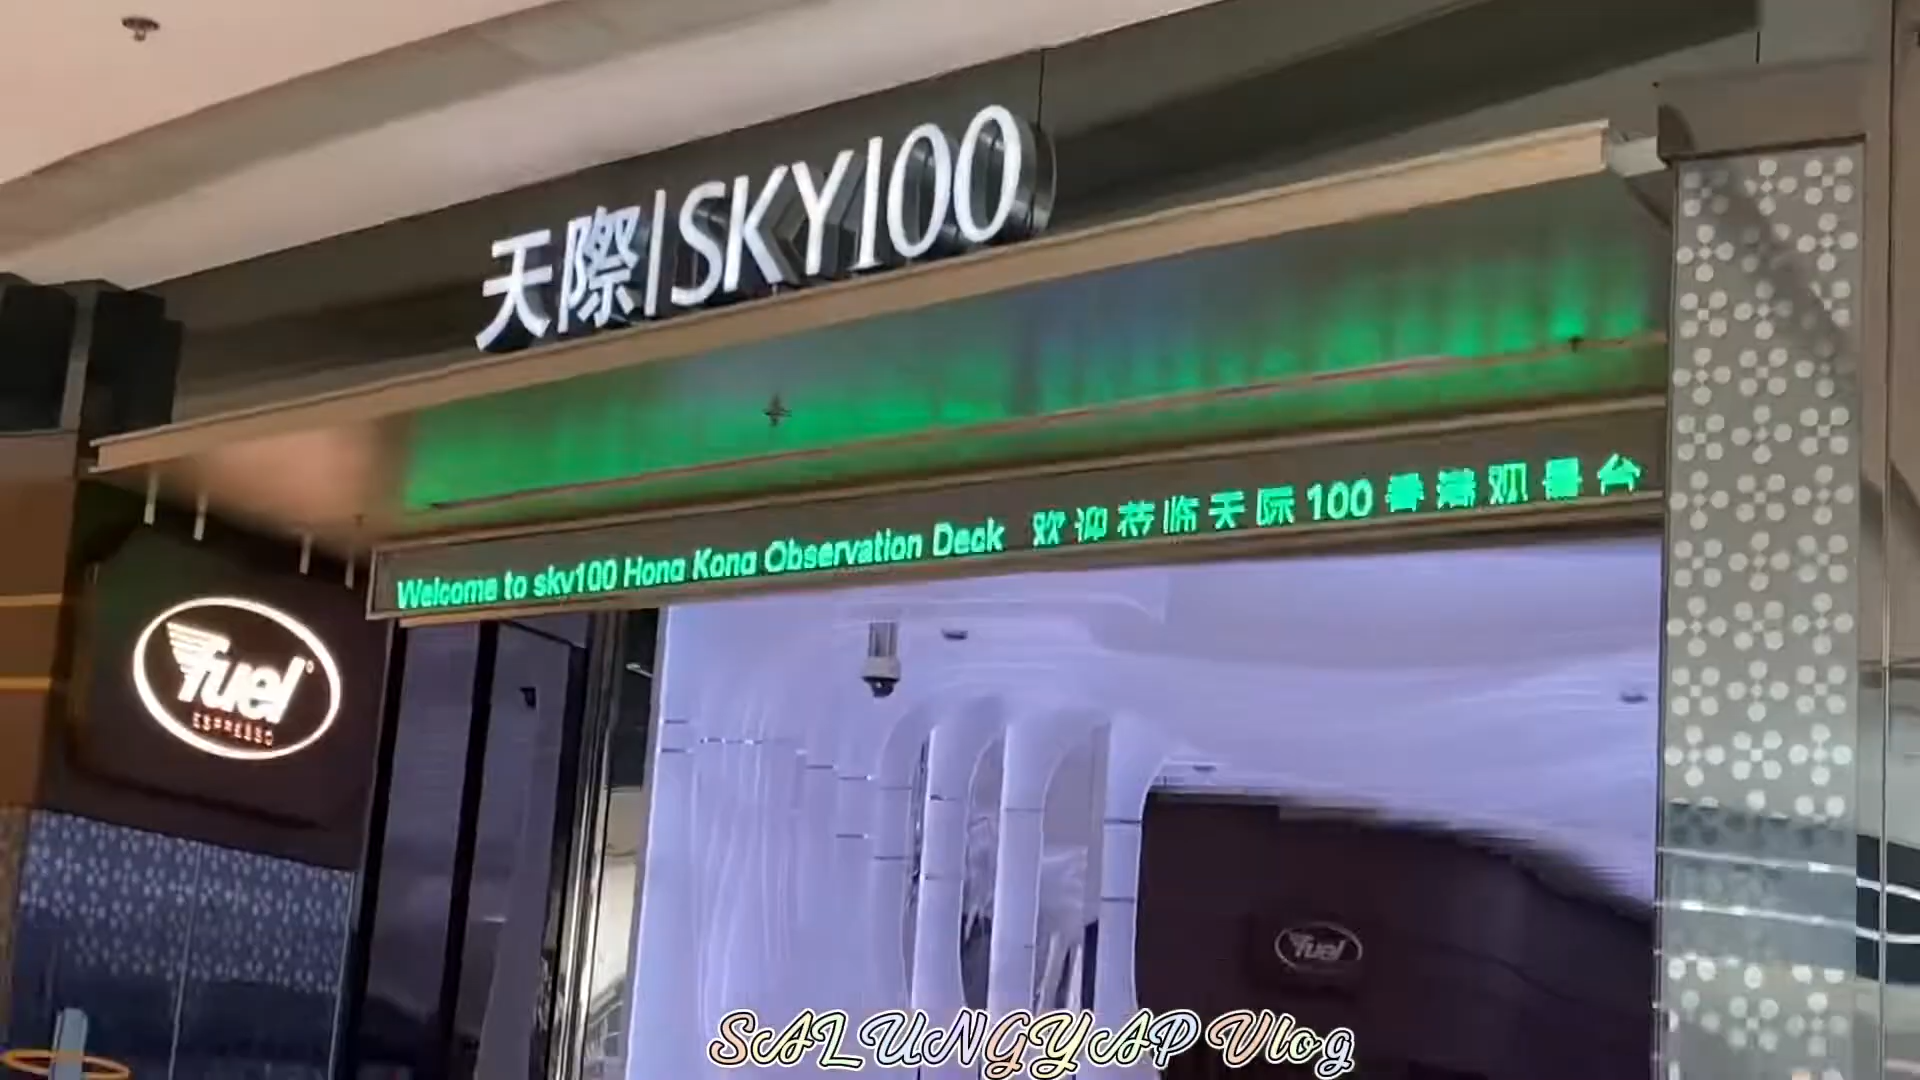 天際|SKY100
Welcome to sky100 Hong Kong Observation Deck 欢迎莅临天际100香港观景台
fuel
ESPRESSO
fuel
SALUNGYAP Vlog